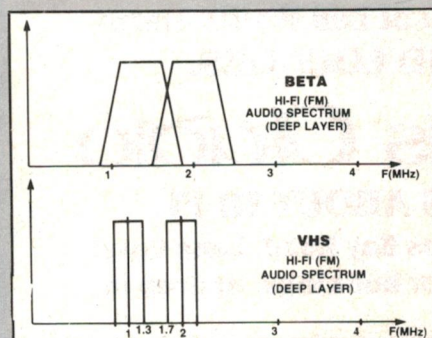 BETA
HI-FI (FM)
AUDIO SPECTRUM
(DEEP LAYER)
1 2 3 4 F(MHz)
VHS
HI-FI (FM)
AUDIO SPECTRUM
(DEEP LAYER)
1 1.3 1.7 2 3 4 F(MHz)